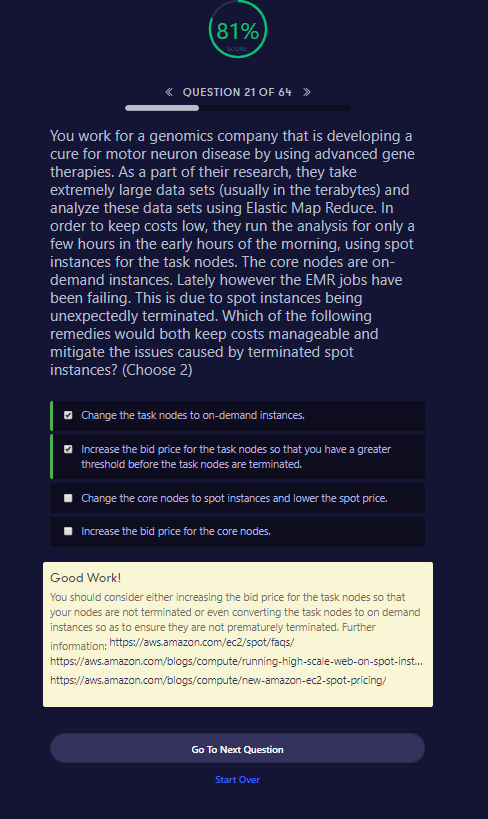 81%
SCORE
« QUESTION 21 OF 64 »
You work for a genomics company that is developing a
cure for motor neuron disease by using advanced gene
therapies. As a part of their research, they take
extremely large data sets (usually in the terabytes) and
analyze these data sets using Elastic Map Reduce. In
order to keep costs low, they run the analysis for only a
few hours in the early hours of the morning, using spot
instances for the task nodes. The core nodes are on-
demand instances. Lately however the EMR jobs have
been failing. This is due to spot instances being
unexpectedly terminated. Which of the following
remedies would both keep costs manageable and
mitigate the issues caused by terminated spot
instances? (Choose 2)
Change the task nodes to on-demand instances.
Increase the bid price for the task nodes so that you have a greater
threshold before the task nodes are terminated.
Change the core nodes to spot instances and lower the spot price.
Increase the bid price for the core nodes.
Good Work!
You should consider either increasing the bid price for the task nodes so that
your nodes are not terminated or even converting the task nodes to on demand
instances so as to ensure they are not prematurely terminated. Further
information: https://aws.amazon.com/ec2/spot/faqs/
https://aws.amazon.com/blogs/compute/running-high-scale-web-on-spot-inst...
https://aws.amazon.com/blogs/compute/new-amazon-ec2-spot-pricing/
Go To Next Question
Start Over